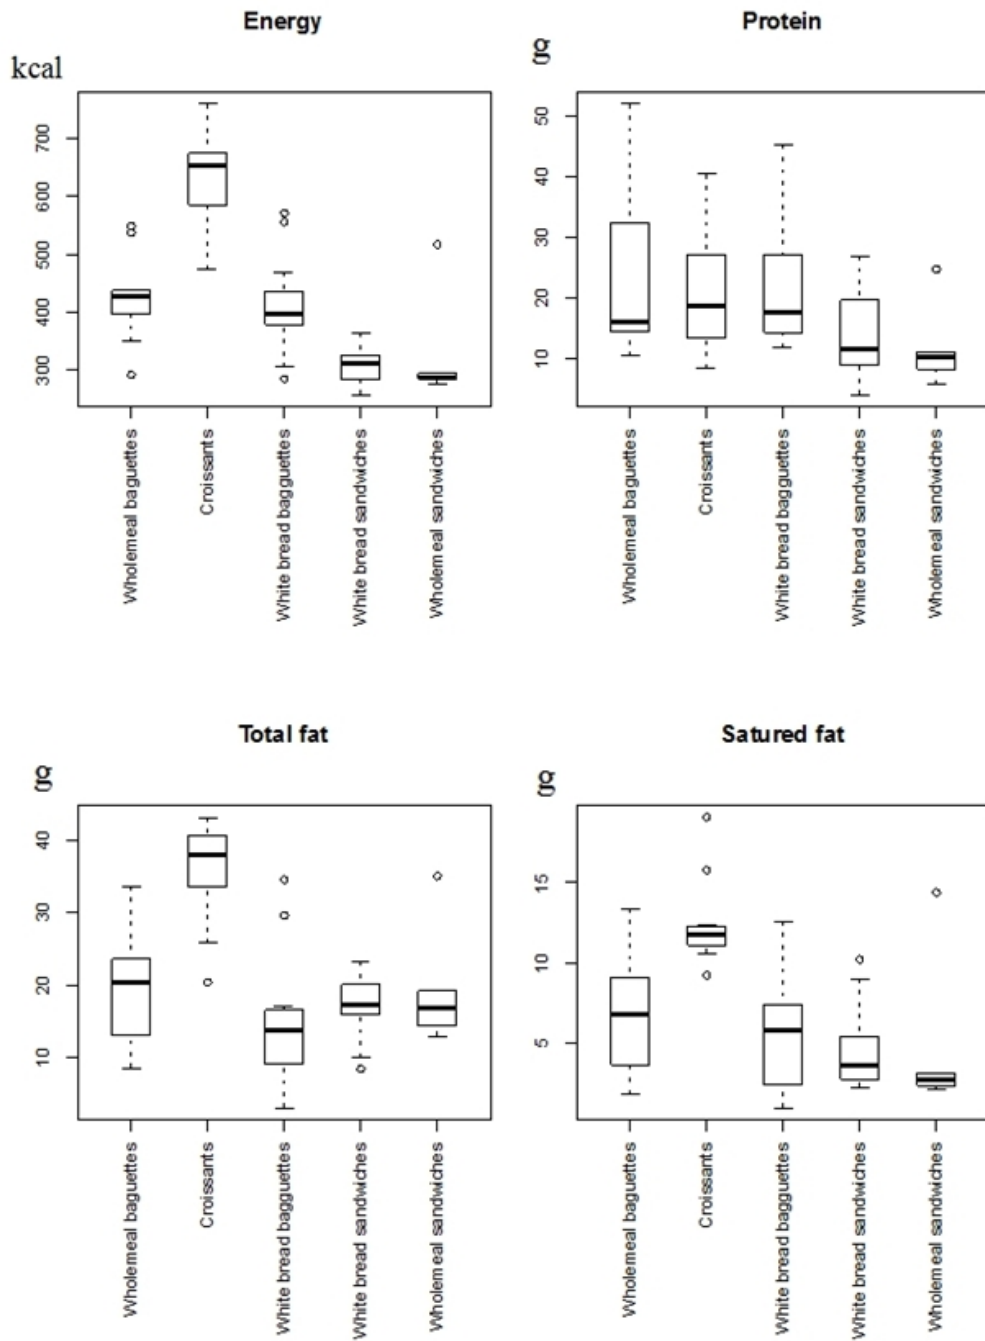 Energy
kcal
700
600
500
400
300
Wholemeal baguettes
Croissants
White bread bagguettes
White bread sandwiches
Wholemeal sandwiches
Protein
50
40
30
20
10
Wholemeal baguettes
Croissants
White bread bagguettes
White bread sandwiches
Wholemeal sandwiches
Total fat
40
30
20
10
Wholemeal baguettes
Croissants
White bread bagguettes
White bread sandwiches
Wholemeal sandwiches
Satured fat
15
10
5
Wholemeal baguettes
Croissants
White bread bagguettes
White bread sandwiches
Wholemeal sandwiches